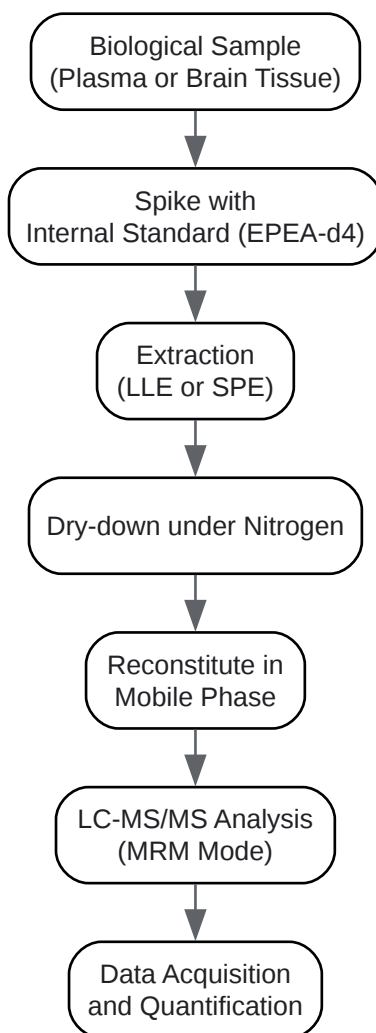 Biological Sample
(Plasma or Brain Tissue)
Spike with
Internal Standard (EPEA-d4)
Extraction
(LLE or SPE)
Dry-down under Nitrogen
Reconstitute in
Mobile Phase
LC-MS/MS Analysis
(MRM Mode)
Data Acquisition
and Quantification